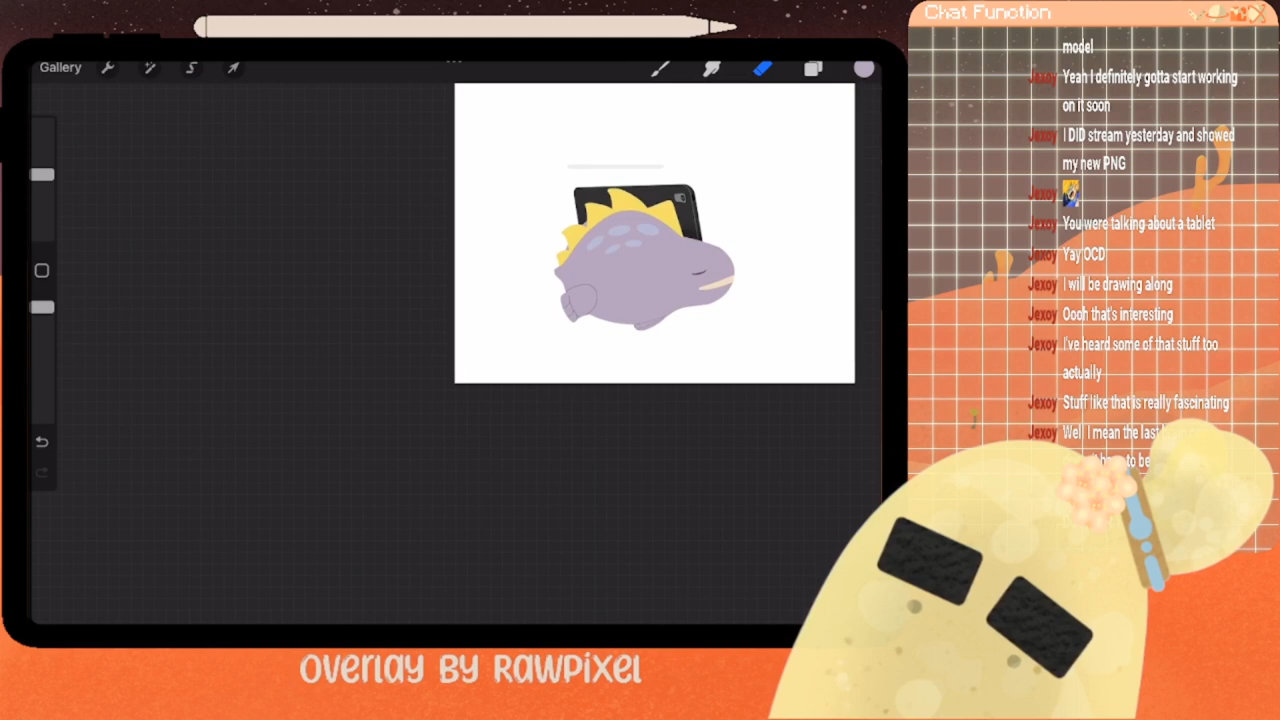 Chat Function
Gallery
model
Jexoy Yeah I definitely gotta start working
on it soon
Jexoy I DID stream yesterday and showed
my new PNG
Jexoy
Jexoy You were talking about a tablet
Jexoy Yay OCD
Jexoy I will be drawing along
Jexoy Oooh that's interesting
Jexoy I've heard some of that stuff too
actually
Jexoy Stuff like that is really fascinating
Jexoy Well I mean the last
to be
OVERLAY BY RAWPIXEL